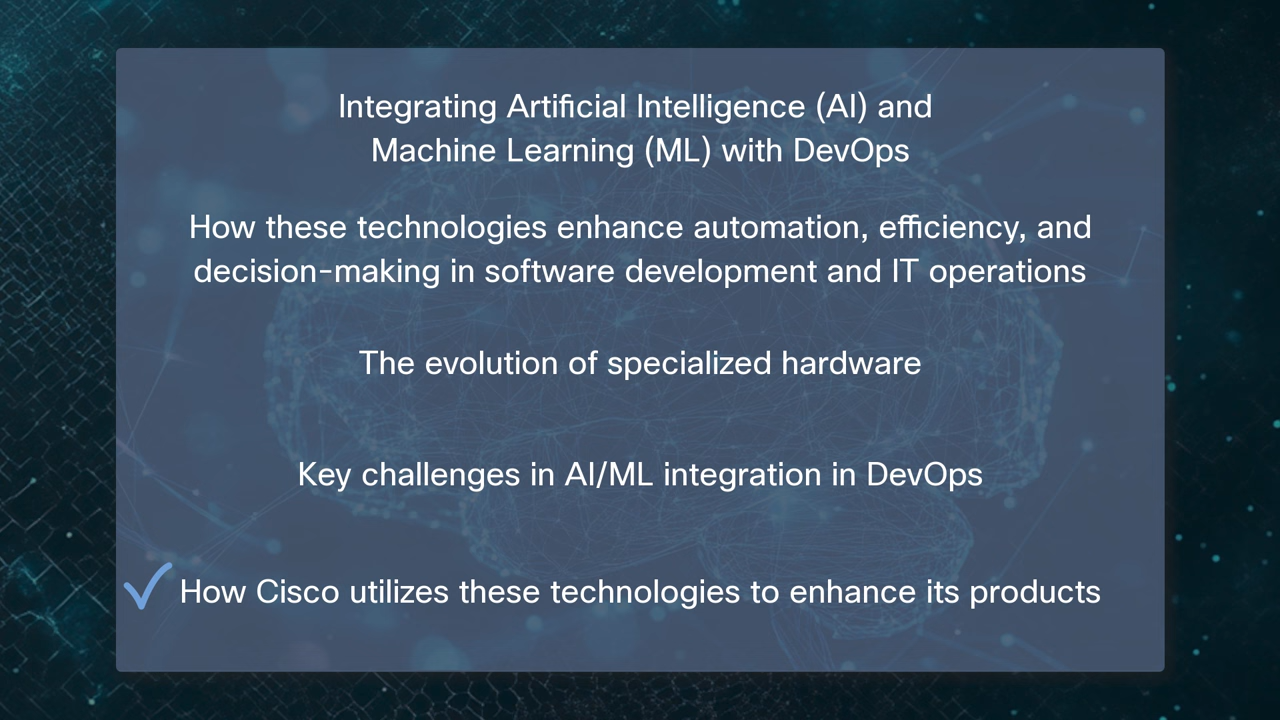 Integrating Artificial Intelligence (AI) and
Machine Learning (ML) with DevOps
How these technologies enhance automation, efficiency, and
decision-making in software development and IT operations
The evolution of specialized hardware
Key challenges in AI/ML integration in DevOps
How Cisco utilizes these technologies to enhance its products